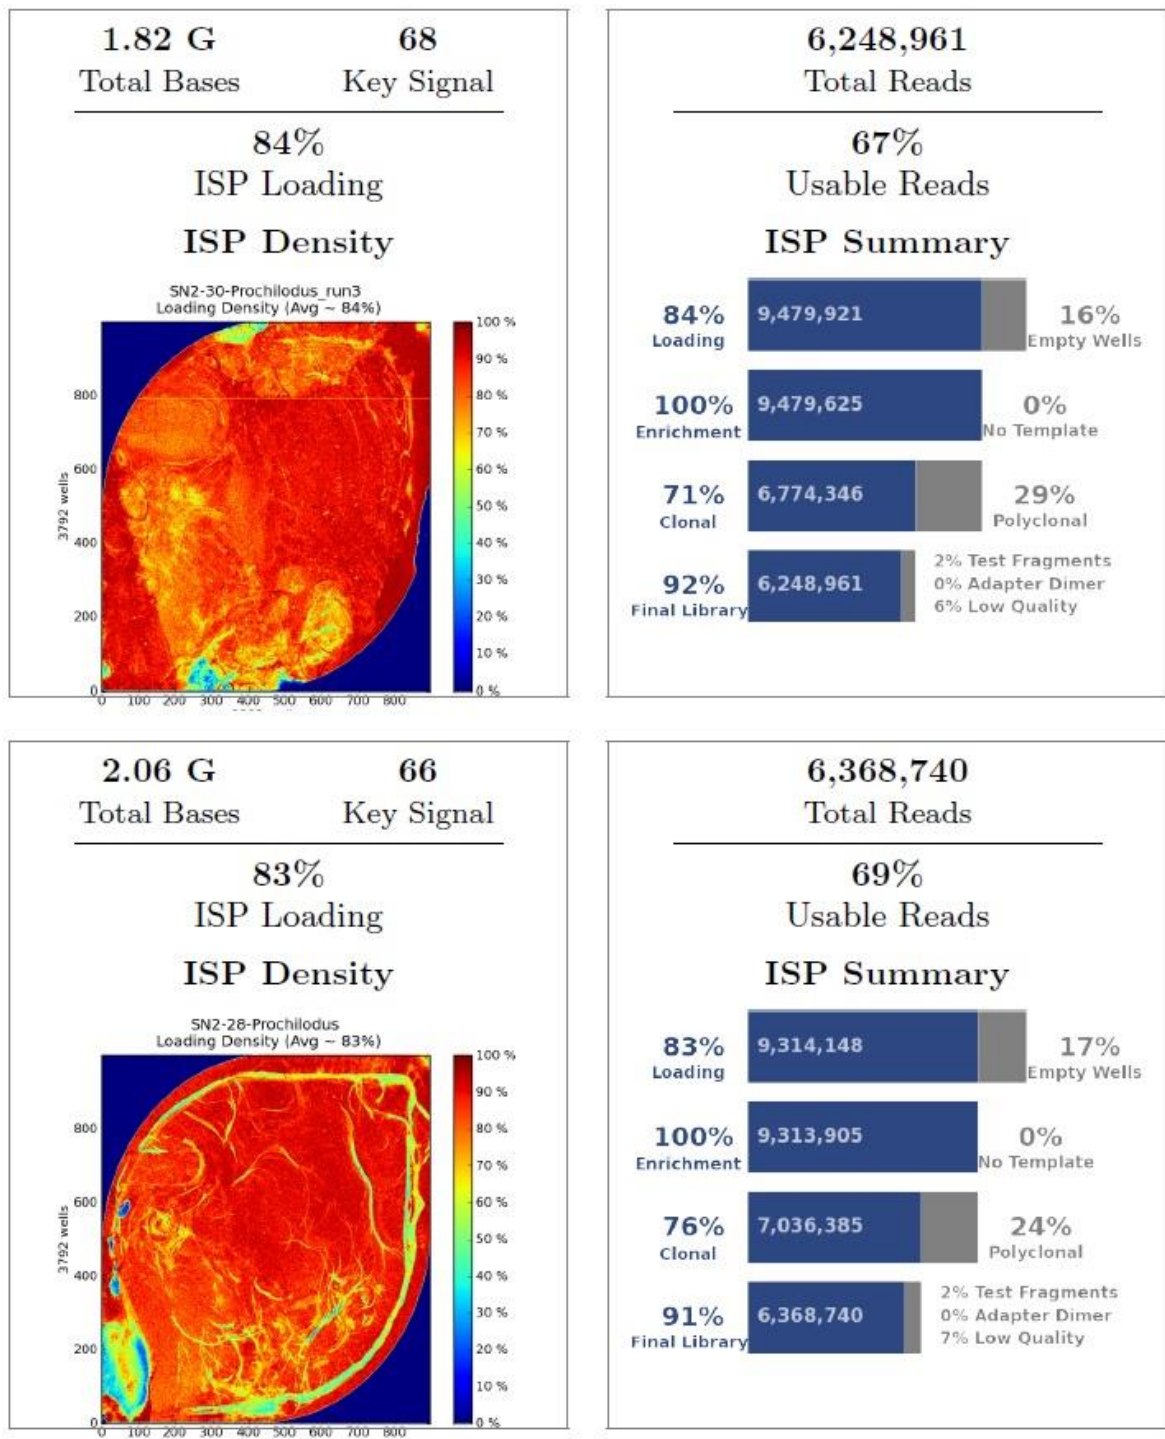 1.82 G 68
Total Bases Key Signal
84%
ISP Loading
ISP Density
SN2-30-Prochilodus_run3
Loading Density (Avg ~ 84%)
100 %
90 %
80 %
70 %
60 %
50 %
40 %
30 %
20 %
10 %
0 %
800
600
400
200
0
3792 wells
0 100 200 300 400 500 600 700 800
6,248,961
Total Reads
67%
Usable Reads
ISP Summary
84% 9,479,921 16%
Loading Empty Wells
100% 9,479,625 0%
Enrichment No Template
71% 6,774,346 29%
Clonal Polyclonal
92% 6,248,961
Final Library
2% Test Fragments
0% Adapter Dimer
6% Low Quality
2.06 G 66
Total Bases Key Signal
83%
ISP Loading
ISP Density
SN2-28-Prochilodus
Loading Density (Avg ~ 83%)
100 %
90 %
80 %
70 %
60 %
50 %
40 %
30 %
20 %
10 %
0 %
800
600
400
200
0
3792 wells
0 100 200 300 400 500 600 700 800
6,368,740
Total Reads
69%
Usable Reads
ISP Summary
83% 9,314,148 17%
Loading Empty Wells
100% 9,313,905 0%
Enrichment No Template
76% 7,036,385 24%
Clonal Polyclonal
91% 6,368,740
Final Library
2% Test Fragments
0% Adapter Dimer
7% Low Quality